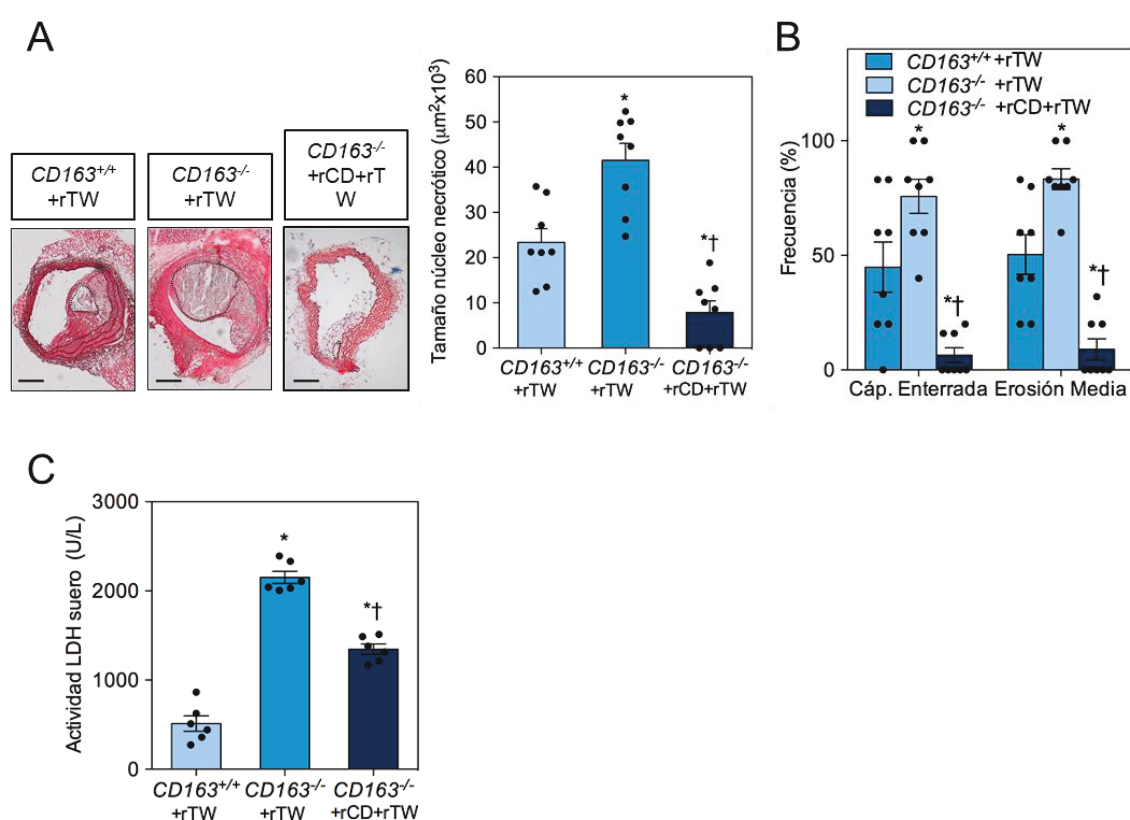 A
CD163+/+
+rTW
CD163-/-
+rTW
CD163-/-
+rCD+rT
W
Tamaño núcleo necrótico (μm²x10³)
60
50
40
30
20
10
0
*
*†
CD163+/+
+rTW
CD163-/-
+rTW
CD163-/-
+rCD+rTW
B
CD163+/+ +rTW
CD163-/- +rTW
CD163-/- +rCD+rTW
Frecuencia (%)
100
50
0
*
*†
*
*†
Cáp. Enterrada
Erosión Media
C
Actividad LDH suero (U/L)
3000
2000
1000
0
*
*†
CD163+/+
+rTW
CD163-/-
+rTW
CD163-/-
+rCD+rTW